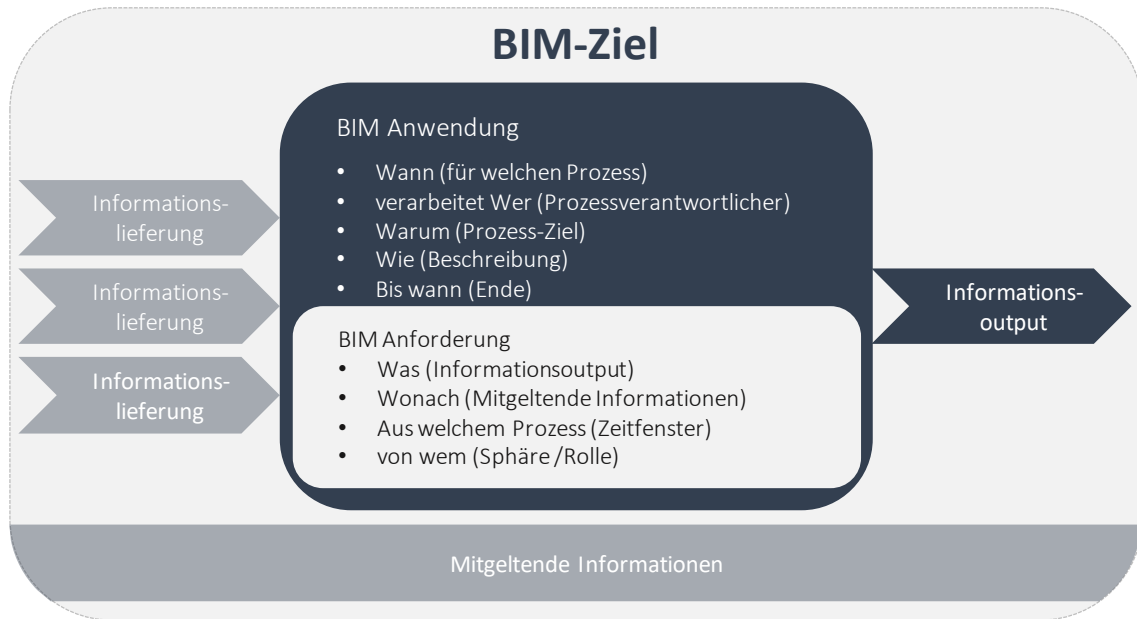 BIM-Ziel
BIM Anwendung
• Wann (für welchen Prozess)
• verarbeitet Wer (Prozessverantwortlicher)
• Warum (Prozess-Ziel)
• Wie (Beschreibung)
• Bis wann (Ende)
BIM Anforderung
• Was (Informationsoutput)
• Wonach (Mitgeltende Informationen)
• Aus welchem Prozess (Zeitfenster)
• von wem (Sphäre /Rolle)
Informations-
lieferung
Informations-
lieferung
Informations-
lieferung
Informations-
output
Mitgeltende Informationen